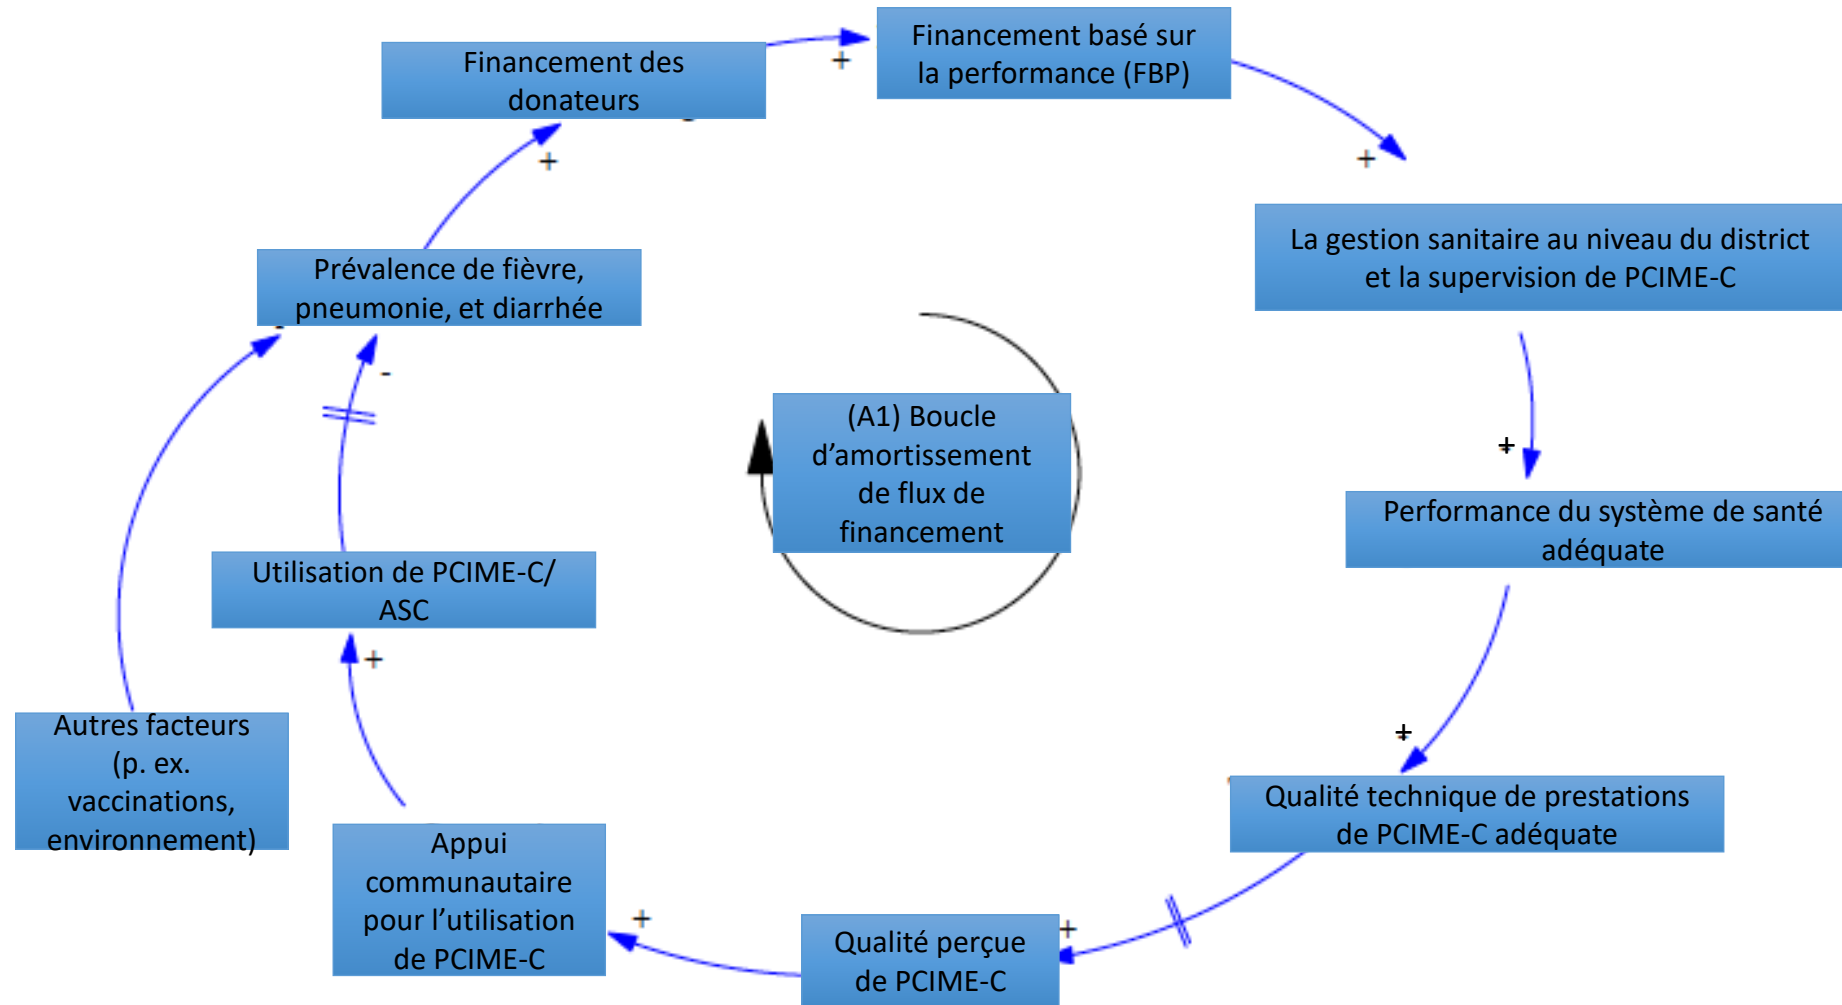 Financement des
donateurs
+
Financement basé sur
la performance (FBP)
+
La gestion sanitaire au niveau du district
et la supervision de PCIME-C
+
Performance du système de santé
adéquate
+
Qualité technique de prestations
de PCIME-C adéquate
+
Qualité perçue
de PCIME-C
+
Appui
communautaire
pour l’utilisation
de PCIME-C
+
Utilisation de PCIME-C/
ASC
-
Prévalence de fièvre,
pneumonie, et diarrhée
+
-
Autres facteurs
(p. ex.
vaccinations,
environnement)
(A1) Boucle
d’amortissement
de flux de
financement